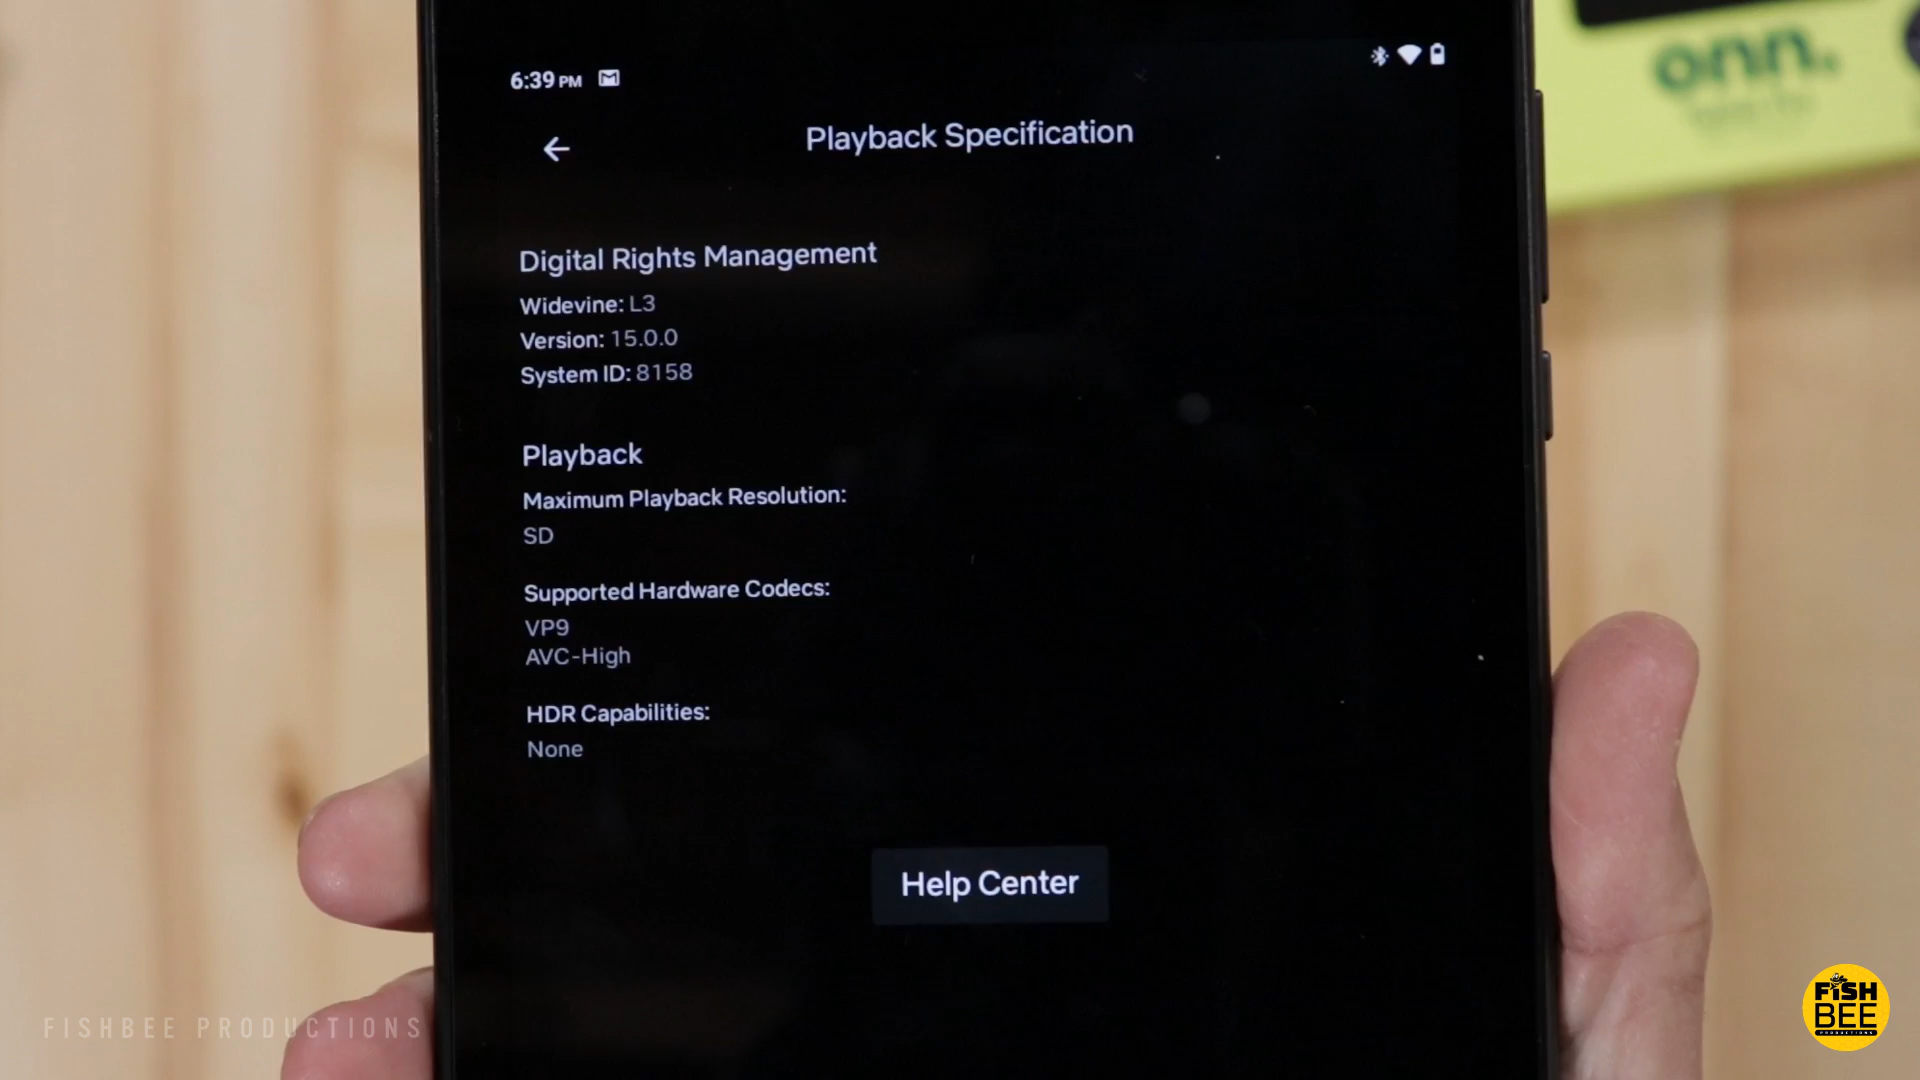 onn.
6:39 PM
Playback Specification
Digital Rights Management
Widevine: L3
Version: 15.0.0
System ID: 8158
Playback
Maximum Playback Resolution:
SD
Supported Hardware Codecs:
VP9
AVC-High
HDR Capabilities:
None
Help Center
FISHBEE PRODUCTIONS
FiSH
BEE
PRODUCTIONS